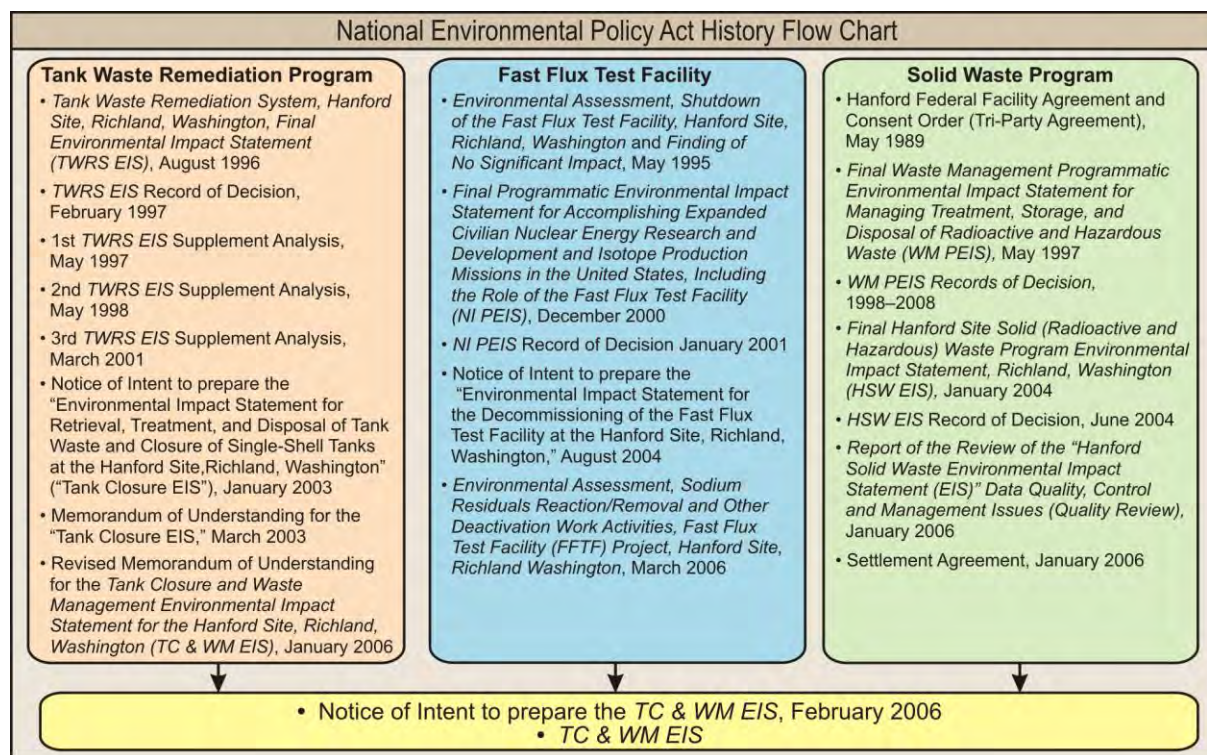 National Environmental Policy Act History Flow Chart
Tank Waste Remediation Program
• Tank Waste Remediation System, Hanford
Site, Richland, Washington, Final
Environmental Impact Statement
(TWRS EIS), August 1996
• TWRS EIS Record of Decision,
February 1997
• 1st TWRS EIS Supplement Analysis,
May 1997
• 2nd TWRS EIS Supplement Analysis,
May 1998
• 3rd TWRS EIS Supplement Analysis,
March 2001
• Notice of Intent to prepare the
“Environmental Impact Statement for
Retrieval, Treatment, and Disposal of Tank
Waste and Closure of Single-Shell Tanks
at the Hanford Site,Richland, Washington”
(“Tank Closure EIS”), January 2003
• Memorandum of Understanding for the
“Tank Closure EIS,” March 2003
• Revised Memorandum of Understanding
for the Tank Closure and Waste
Management Environmental Impact
Statement for the Hanford Site, Richland,
Washington (TC & WM EIS), January 2006
Fast Flux Test Facility
• Environmental Assessment, Shutdown
of the Fast Flux Test Facility, Hanford Site,
Richland, Washington and Finding of
No Significant Impact, May 1995
• Final Programmatic Environmental Impact
Statement for Accomplishing Expanded
Civilian Nuclear Energy Research and
Development and Isotope Production
Missions in the United States, Including
the Role of the Fast Flux Test Facility
(NI PEIS), December 2000
• NI PEIS Record of Decision January 2001
• Notice of Intent to prepare the
“Environmental Impact Statement for
the Decommissioning of the Fast Flux
Test Facility at the Hanford Site, Richland,
Washington,” August 2004
• Environmental Assessment, Sodium
Residuals Reaction/Removal and Other
Deactivation Work Activities, Fast Flux
Test Facility (FFTF) Project, Hanford Site,
Richland Washington, March 2006
Solid Waste Program
• Hanford Federal Facility Agreement and
Consent Order (Tri-Party Agreement),
May 1989
• Final Waste Management Programmatic
Environmental Impact Statement for
Managing Treatment, Storage, and
Disposal of Radioactive and Hazardous
Waste (WM PEIS), May 1997
• WM PEIS Records of Decision,
1998–2008
• Final Hanford Site Solid (Radioactive and
Hazardous) Waste Program Environmental
Impact Statement, Richland, Washington
(HSW EIS), January 2004
• HSW EIS Record of Decision, June 2004
• Report of the Review of the “Hanford
Solid Waste Environmental Impact
Statement (EIS)” Data Quality, Control
and Management Issues (Quality Review),
January 2006
• Settlement Agreement, January 2006
• Notice of Intent to prepare the TC & WM EIS, February 2006
• TC & WM EIS